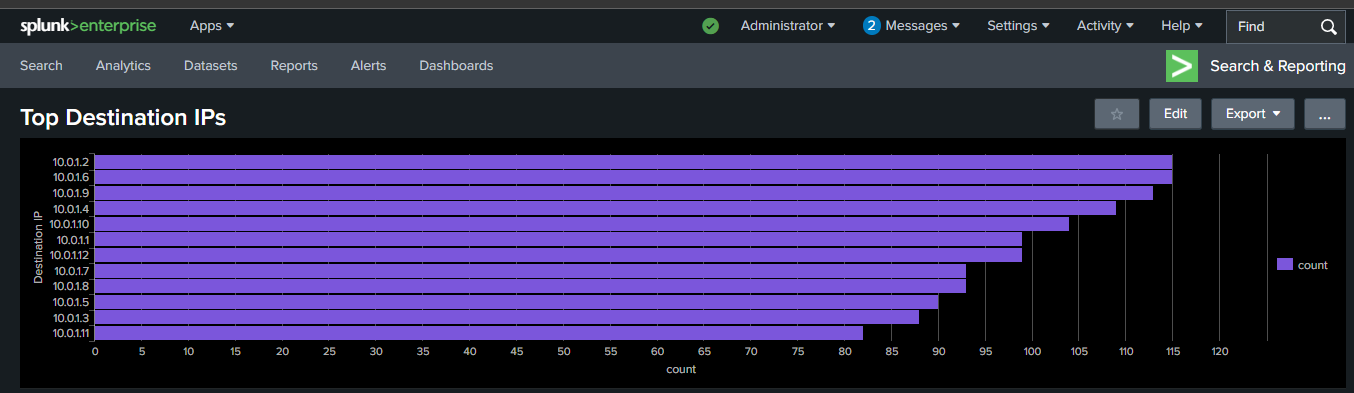 splunk>enterprise Apps Administrator 2 Messages Settings Activity Help Find
Search Analytics Datasets Reports Alerts Dashboards Search & Reporting
Top Destination IPs Edit Export ...
Destination IP
10.0.1.2
10.0.1.6
10.0.1.9
10.0.1.4
10.0.1.10
10.0.1.1
10.0.1.12
10.0.1.7
10.0.1.8
10.0.1.5
10.0.1.3
10.0.1.11
count
0 5 10 15 20 25 30 35 40 45 50 55 60 65 70 75 80 85 90 95 100 105 110 115 120
count